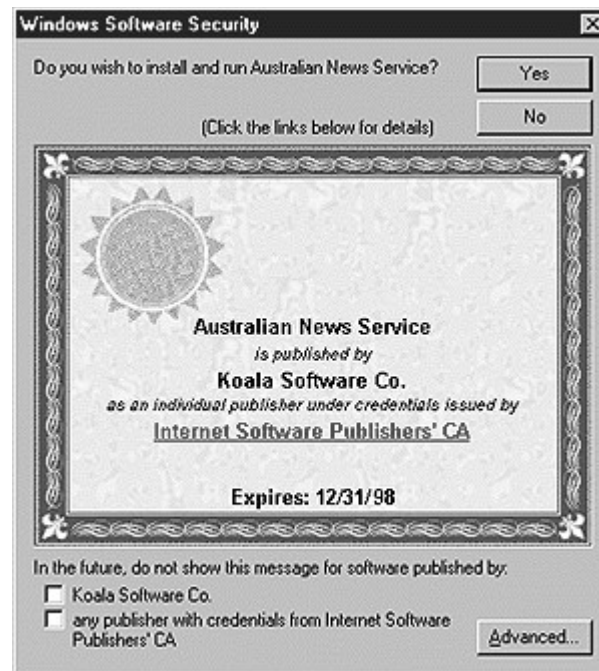 Windows Software Security
Do you wish to install and run Australian News Service?
Yes
No
(Click the links below for details)
Australian News Service
is published by
Koala Software Co.
as an individual publisher under credentials issued by
Internet Software Publishers' CA
Expires: 12/31/98
In the future, do not show this message for software published by:
Koala Software Co.
any publisher with credentials from Internet Software
Publishers' CA
Advanced...